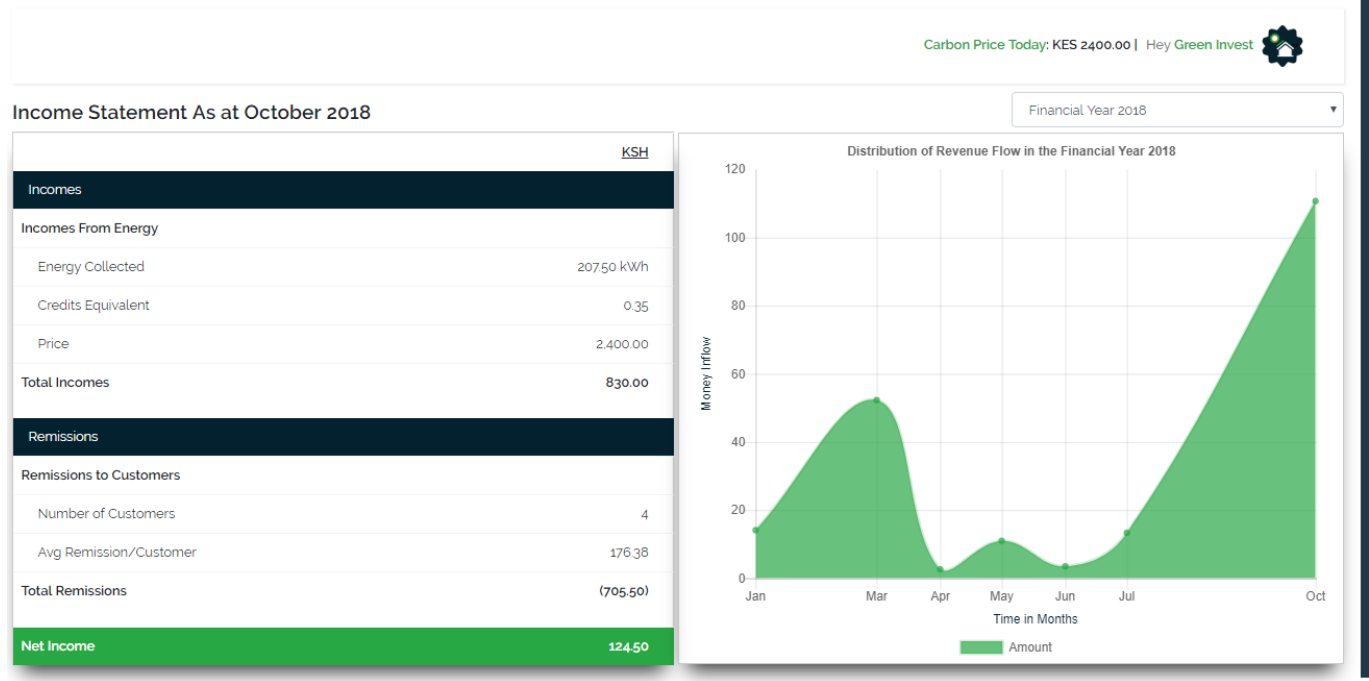 Carbon Price Today: KES 2400.00 | Hey Green Invest
Income Statement As at October 2018
Financial Year 2018
KSH
Incomes
Incomes From Energy
Energy Collected 207.50 kWh
Credits Equivalent 0.35
Price 2,400.00
Total Incomes 830.00
Remissions
Remissions to Customers
Number of Customers 4
Avg Remission/Customer 176.38
Total Remissions (705.50)
Net Income 124.50
Distribution of Revenue Flow in the Financial Year 2018
120
100
80
60
40
20
0
Money Inflow
Jan Mar Apr May Jun Jul Oct
Time in Months
Amount